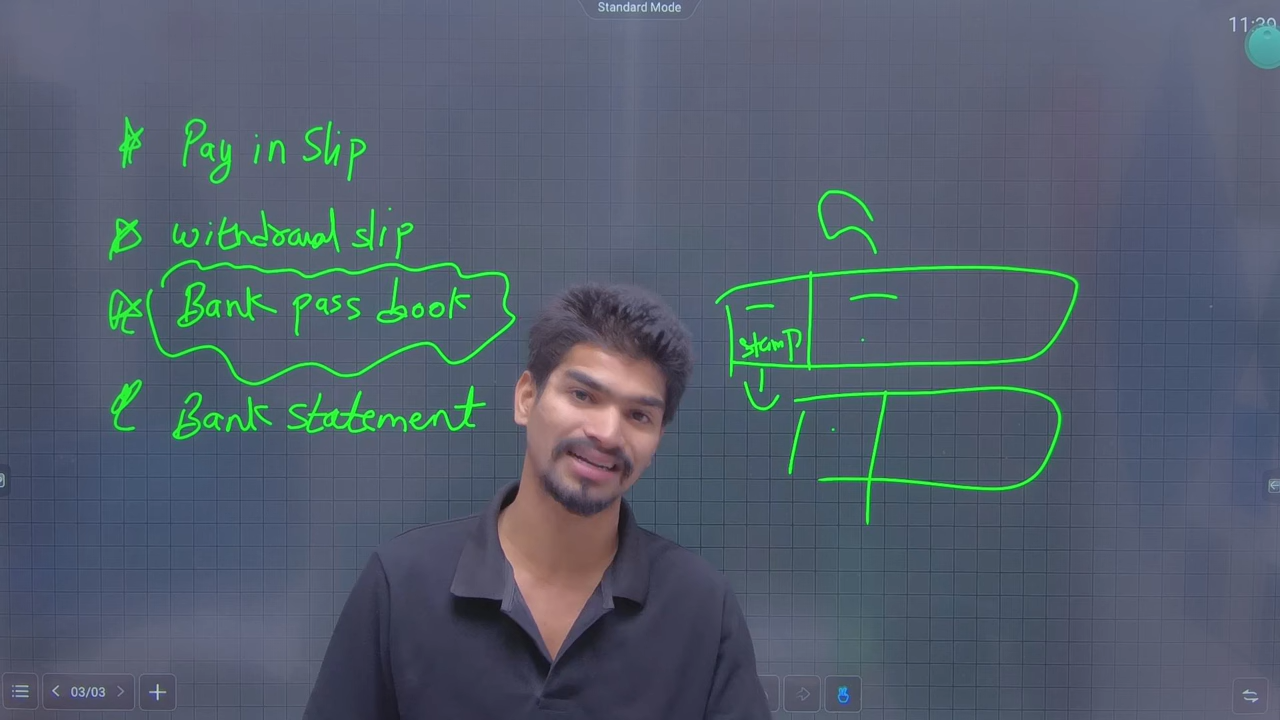 Standard Mode
Pay in Slip
withdrawal slip
Bank pass book
Bank statement
stamp
03/03